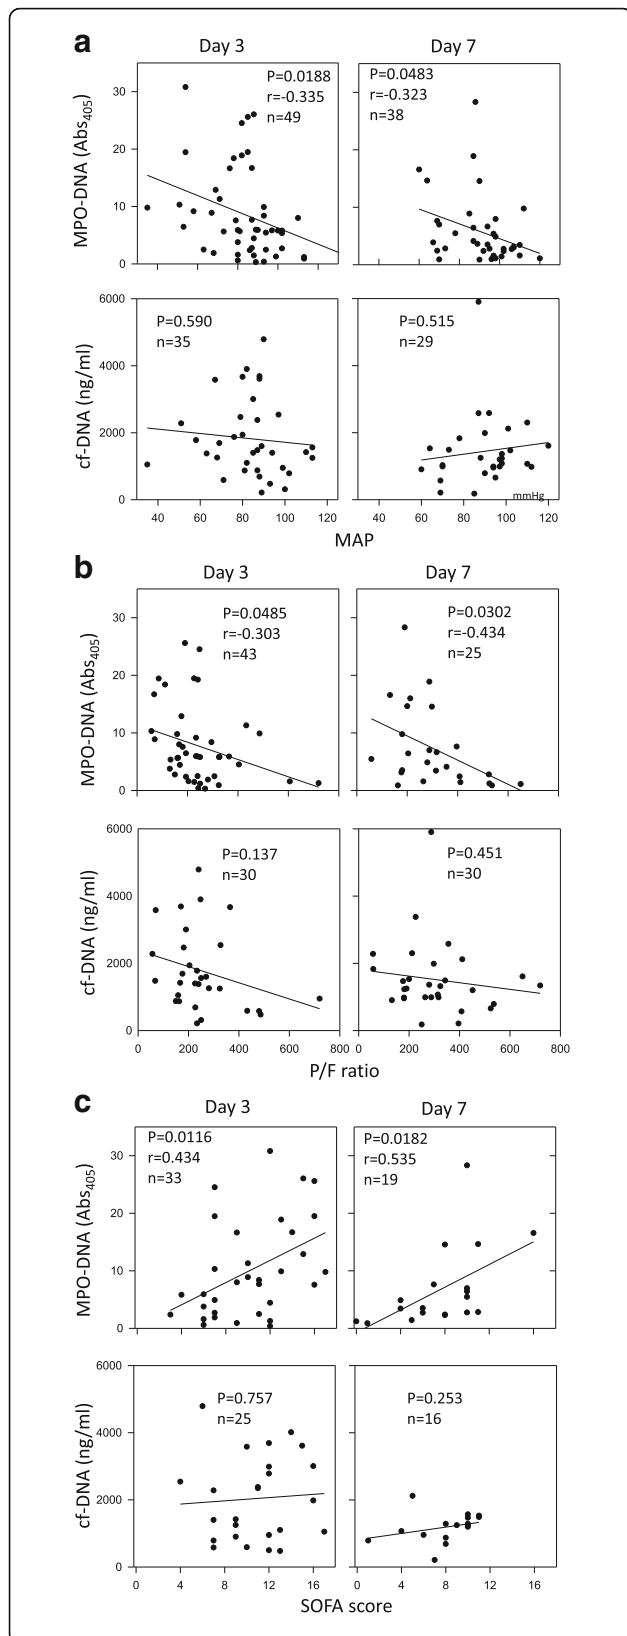 a
Day 3
Day 7
MPO-DNA (Abs405)
30
20
10
0
P=0.0188
r=-0.335
n=49
P=0.0483
r=-0.323
n=38
cf-DNA (ng/ml)
6000
4000
2000
0
P=0.590
n=35
P=0.515
n=29
mmHg
40 60 80 100 120
40 60 80 100 120
MAP
b
Day 3
Day 7
MPO-DNA (Abs405)
30
20
10
0
P=0.0485
r=-0.303
n=43
P=0.0302
r=-0.434
n=25
cf-DNA (ng/ml)
6000
4000
2000
0
P=0.137
n=30
P=0.451
n=30
0 200 400 600 800
200 400 600 800
P/F ratio
c
Day 3
Day 7
MPO-DNA (Abs405)
30
20
10
0
P=0.0116
r=0.434
n=33
P=0.0182
r=0.535
n=19
cf-DNA (ng/ml)
6000
4000
2000
0
P=0.757
n=25
P=0.253
n=16
0 4 8 12 16
0 4 8 12 16
SOFA score